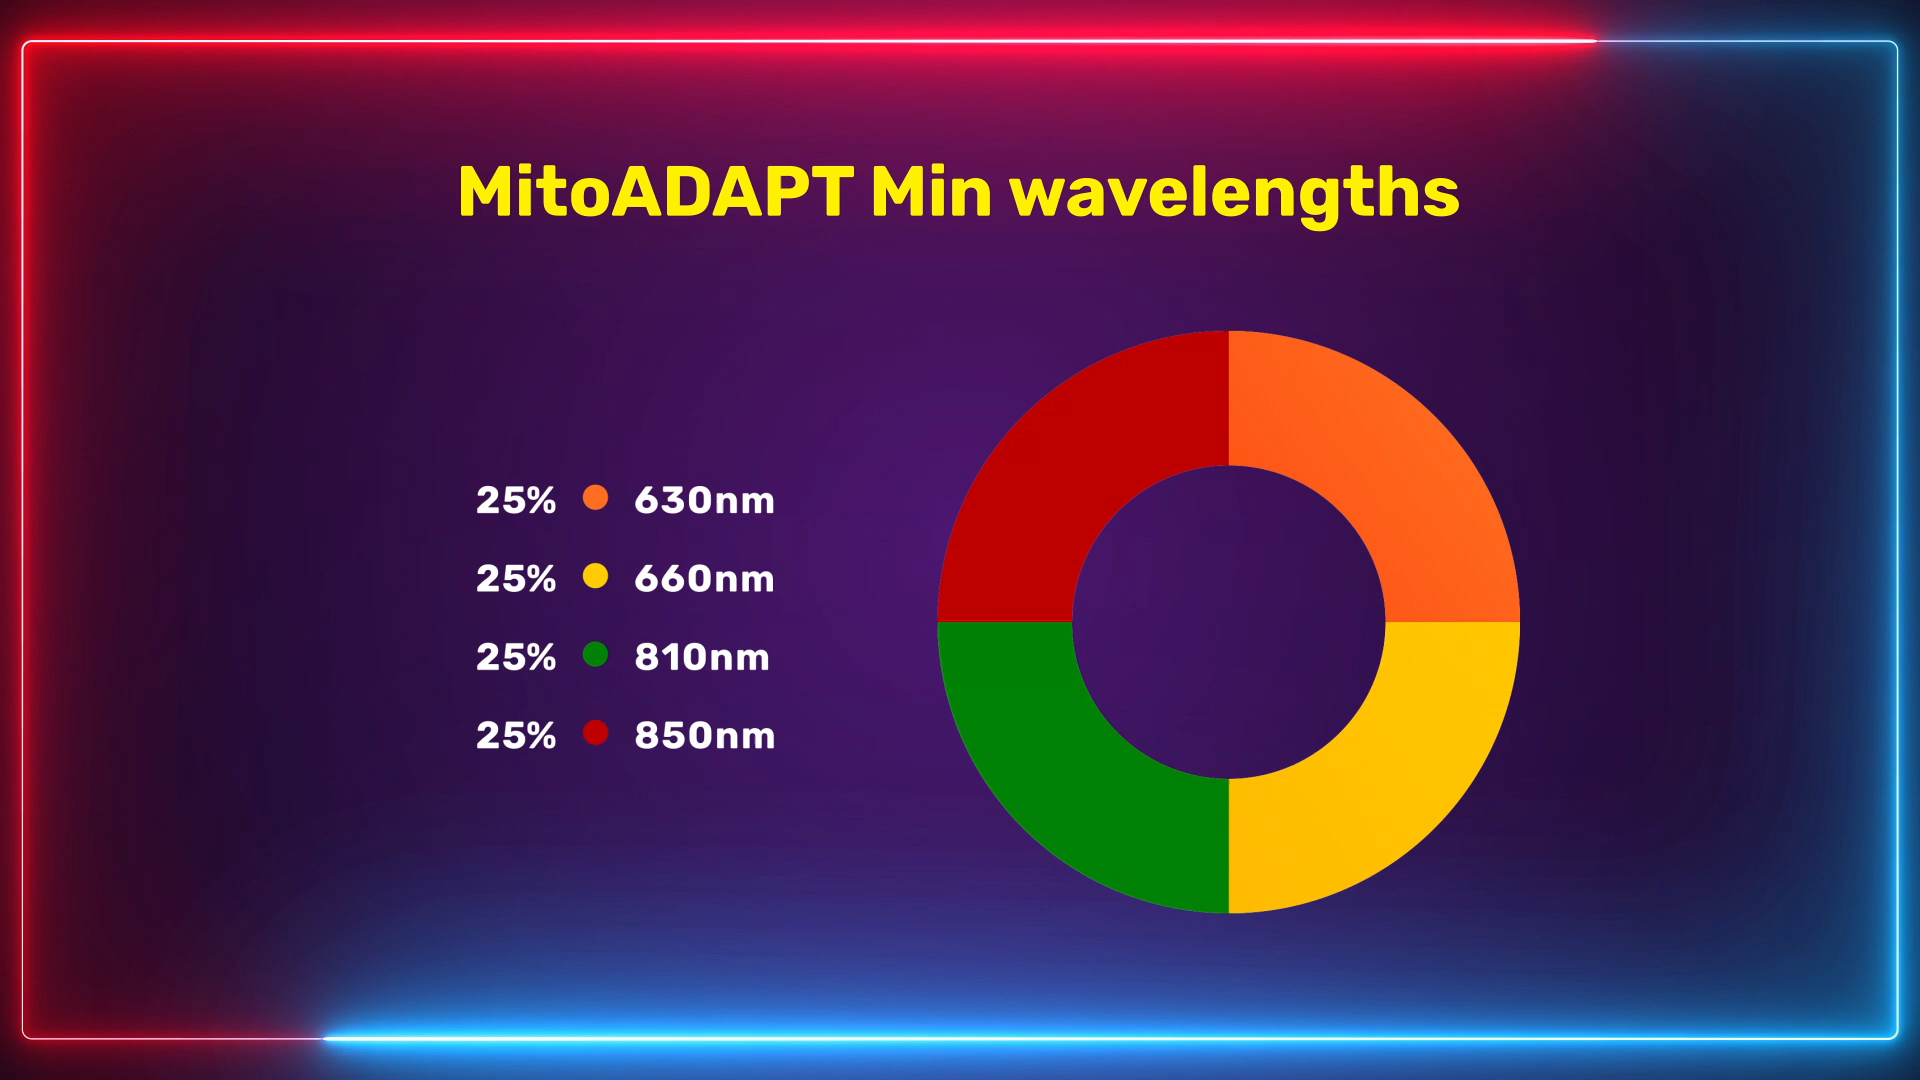 MitoADAPT Min wavelengths
25% 630nm
25% 660nm
25% 810nm
25% 850nm